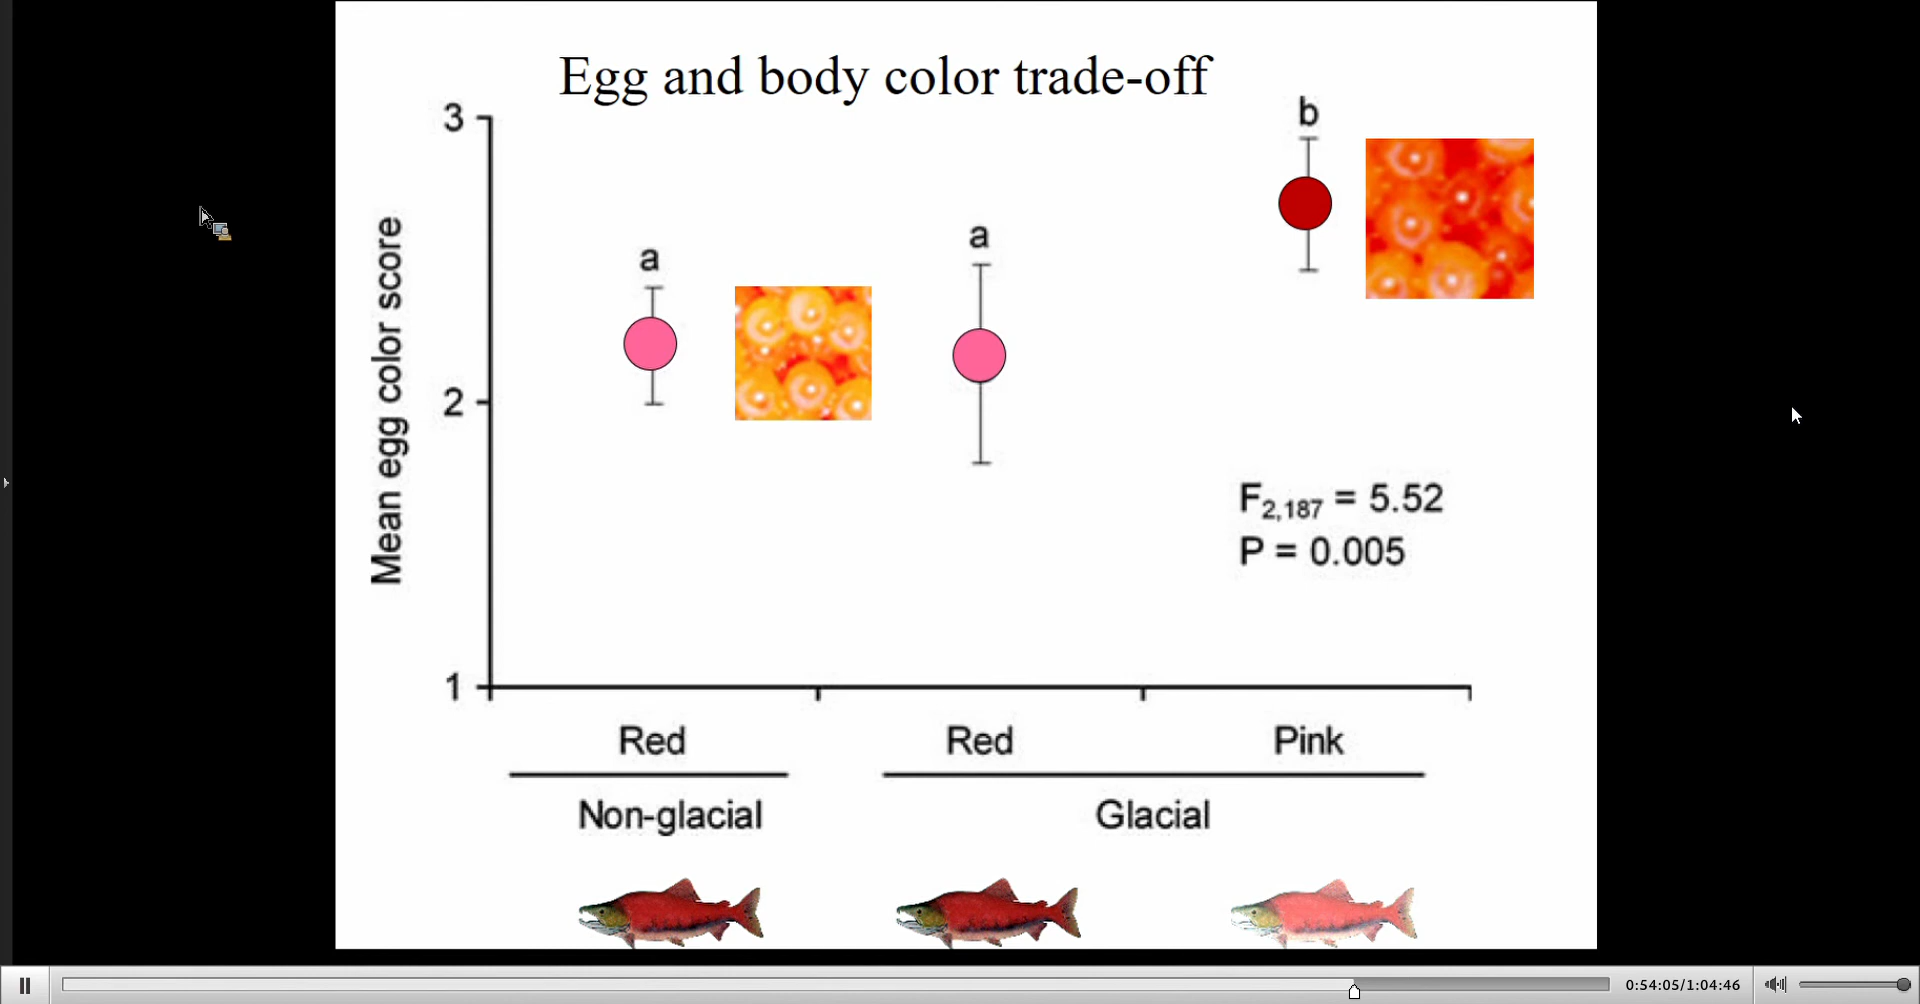 Egg and body color trade-off
3
2
1
Mean egg color score
a
a
b
F2,187 = 5.52
P = 0.005
Red
Red
Pink
Non-glacial
Glacial
0:54:05/1:04:46